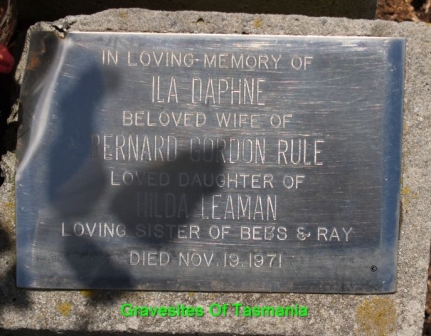 IN LOVING MEMORY OF
ILA DAPHNE
BELOVED WIFE OF
BERNARD GORDON RULE
LOVED DAUGHTER OF
HILDA LEAMAN
LOVING SISTER OF BEBS & RAY
DIED NOV. 19. 1971
Gravesites Of Tasmania